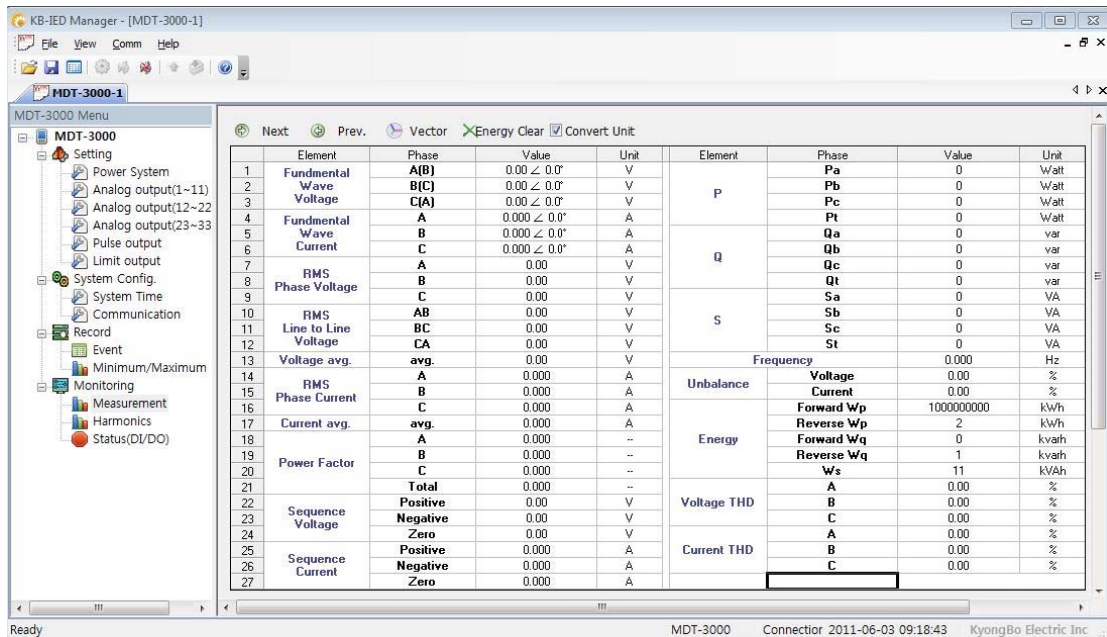 KB-IED Manager - [MDT-3000-1]
File View Comm Help
MDT-3000-1
MDT-3000 Menu
MDT-3000
Setting
Power System
Analog output(1~11)
Analog output(12~22
Analog output(23~33
Pulse output
Limit output
System Config.
System Time
Communication
Record
Event
Minimum/Maximum
Monitoring
Measurement
Harmonics
Status(DI/DO)
Next Prev. Vector Energy Clear Convert Unit
Element Phase Value Unit Element Phase Value Unit
1 Fundmental Wave Voltage A(B) 0.00 ∠ 0.0° V P Pa 0 Watt
2 B(C) 0.00 ∠ 0.0° V Pb 0 Watt
3 C(A) 0.00 ∠ 0.0° V Pc 0 Watt
4 Fundmental Wave Current A 0.000 ∠ 0.0° A Pt 0 Watt
5 B 0.000 ∠ 0.0° A Q Qa 0 var
6 C 0.000 ∠ 0.0° A Qb 0 var
7 RMS Phase Voltage A 0.00 V Qc 0 var
8 B 0.00 V Qt 0 var
9 C 0.00 V S Sa 0 VA
10 RMS Line to Line Voltage AB 0.00 V Sb 0 VA
11 BC 0.00 V Sc 0 VA
12 CA 0.00 V St 0 VA
13 Voltage avg. avg. 0.00 V Frequency 0.000 Hz
14 RMS Phase Current A 0.000 A Unbalance Voltage 0.00 %
15 B 0.000 A Current 0.00 %
16 C 0.000 A Energy Forward Wp 1000000000 kWh
17 Current avg. avg. 0.000 A Reverse Wp 2 kWh
18 Power Factor A 0.000 -- Forward Wq 0 kvarh
19 B 0.000 -- Reverse Wq 1 kvarh
20 C 0.000 -- Ws 11 kVAh
21 Total 0.000 -- Voltage THD A 0.00 %
22 Sequence Voltage Positive 0.00 V B 0.00 %
23 Negative 0.00 V C 0.00 %
24 Zero 0.00 V Current THD A 0.00 %
25 Sequence Current Positive 0.000 A B 0.00 %
26 Negative 0.000 A C 0.00 %
27 Zero 0.000 A
Ready MDT-3000 Connectior 2011-06-03 09:18:43 KyongBo Electric Inc